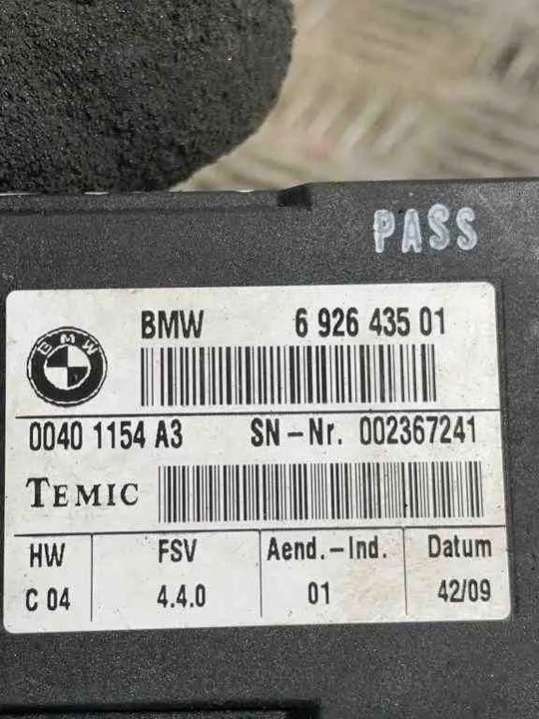 PASS
BMW 6 926 435 01
BMW
0040 1154 A3 SN-Nr. 002367241
TEMIC
HW FSV Aend.-Ind. Datum
C 04 4.4.0 01 42/09